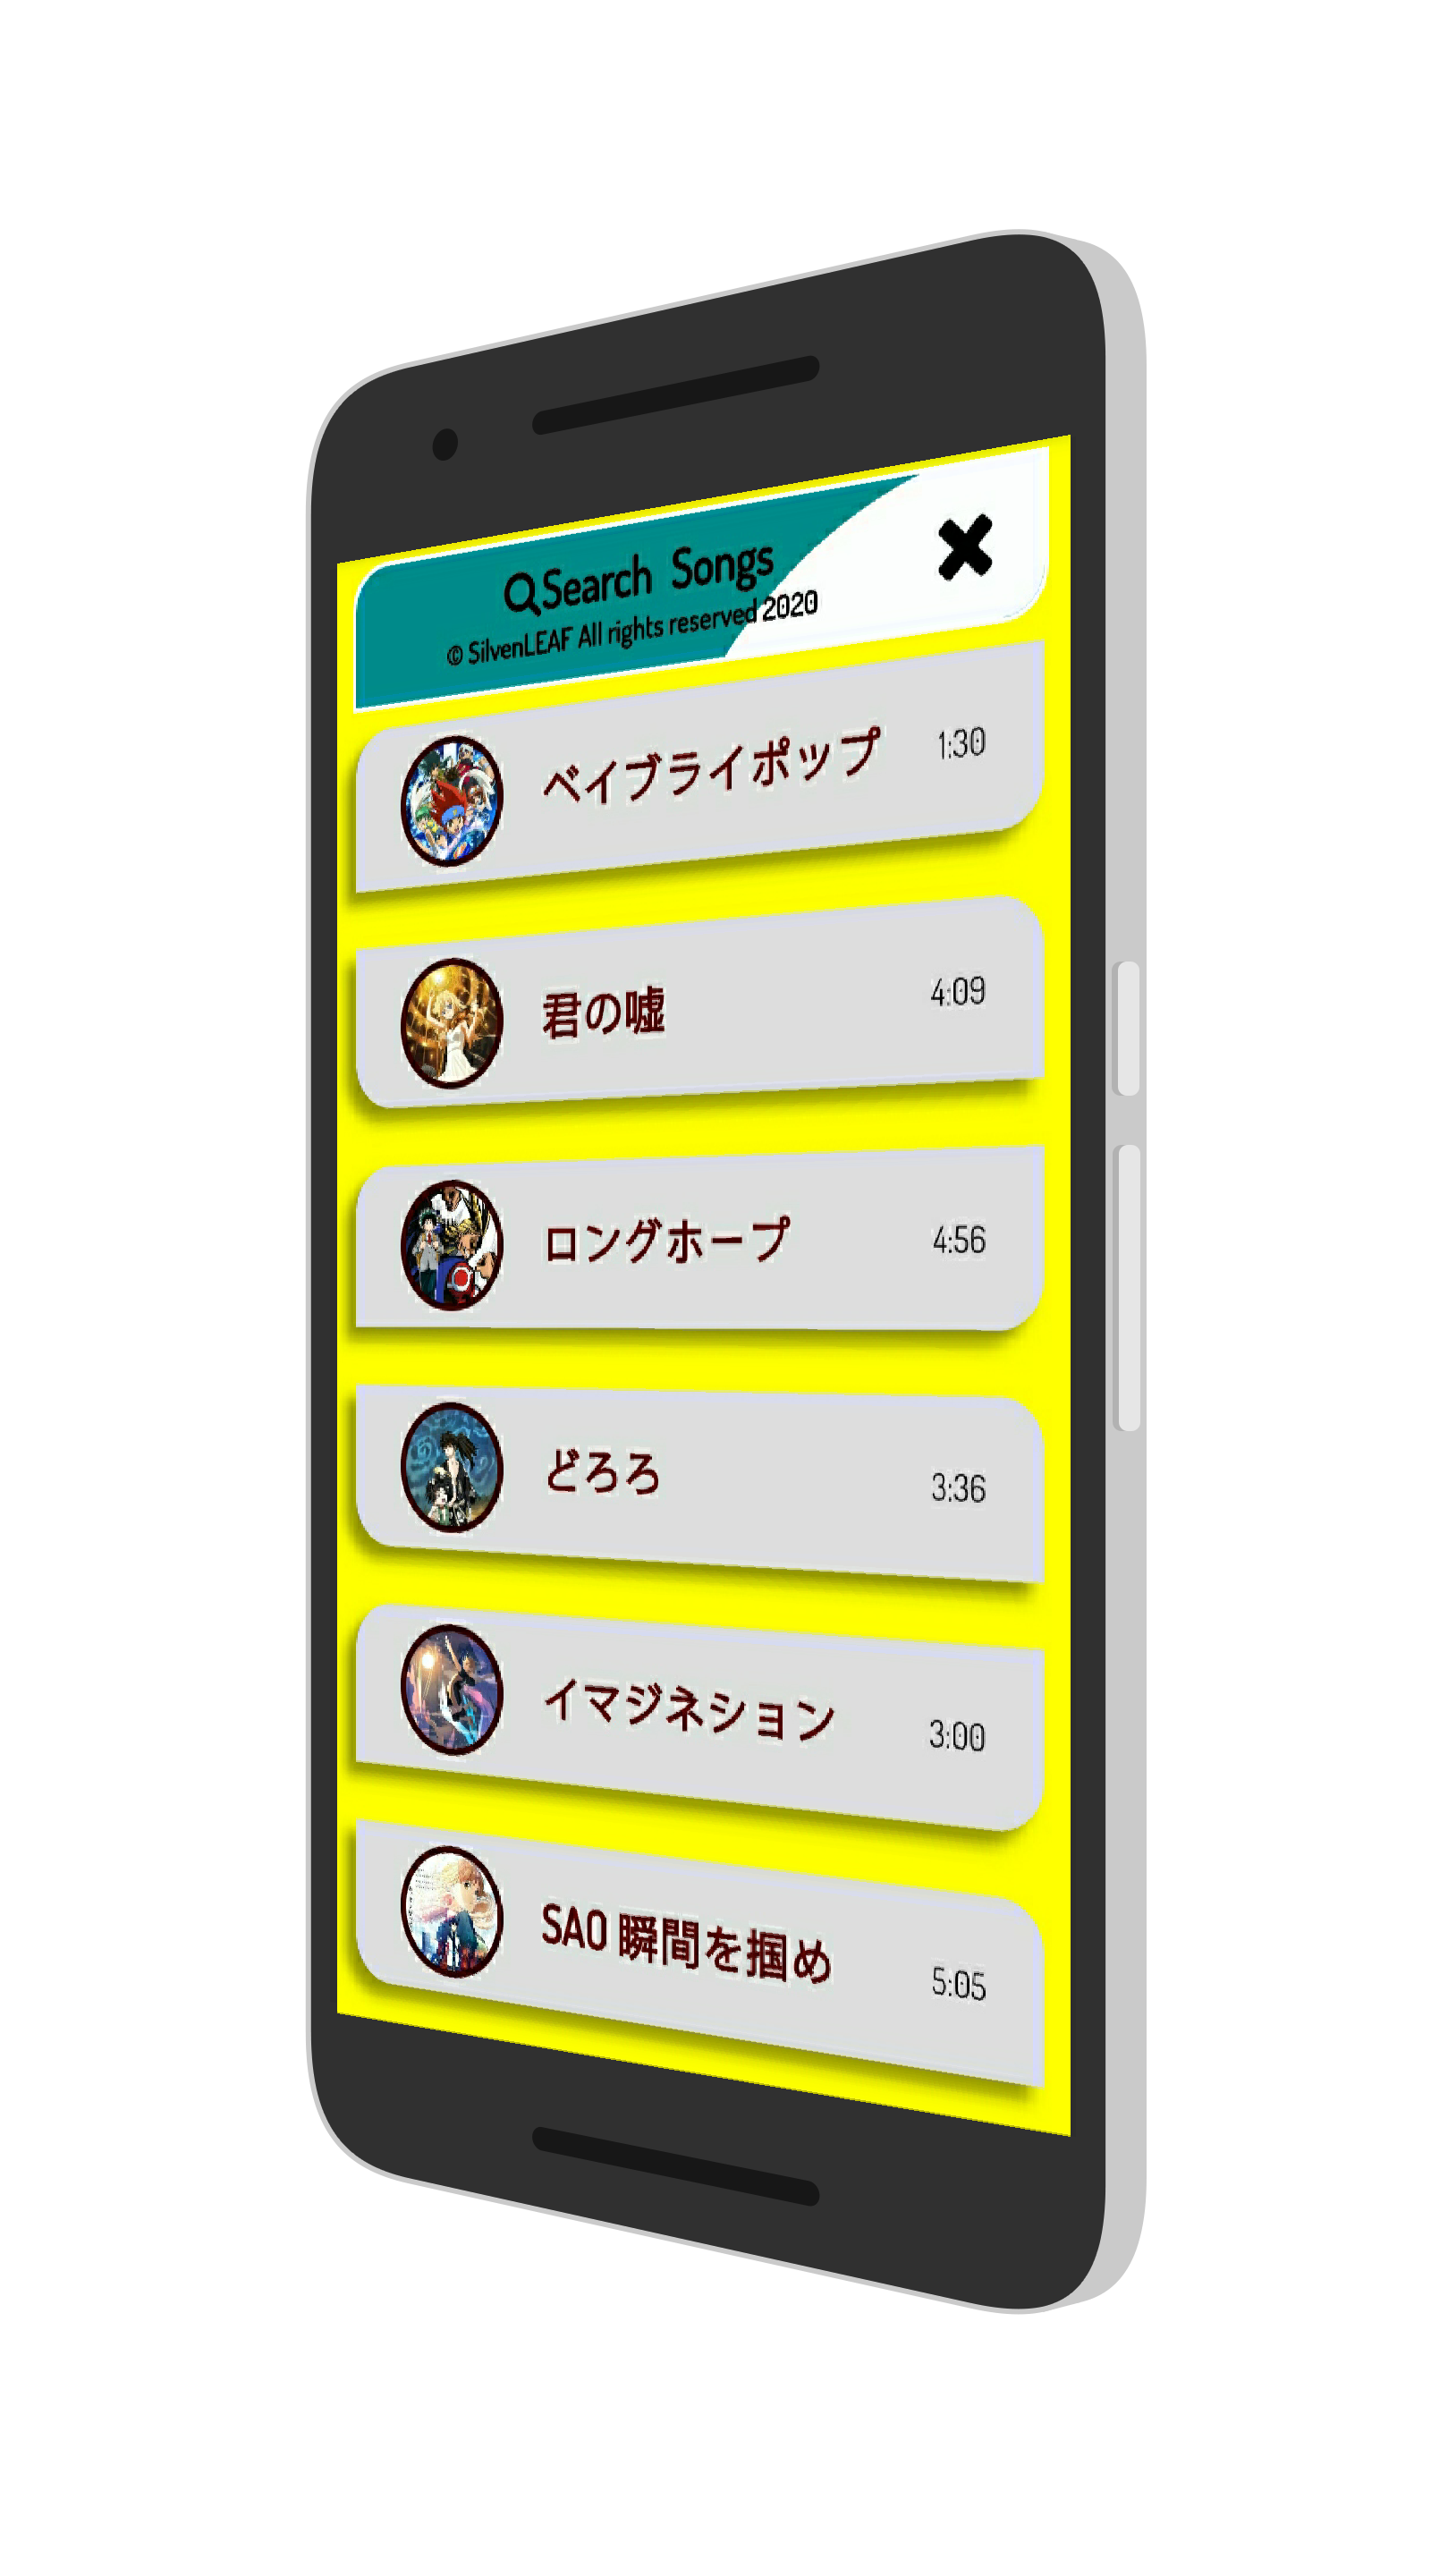 Search Songs
© SilvenLEAF All rights reserved 2020
ベイブライポップ 1:30
君の嘘 4:09
ロングホープ 4:56
どろろ 3:36
イマジネション 3:00
SAO 瞬間を掴め 5:05